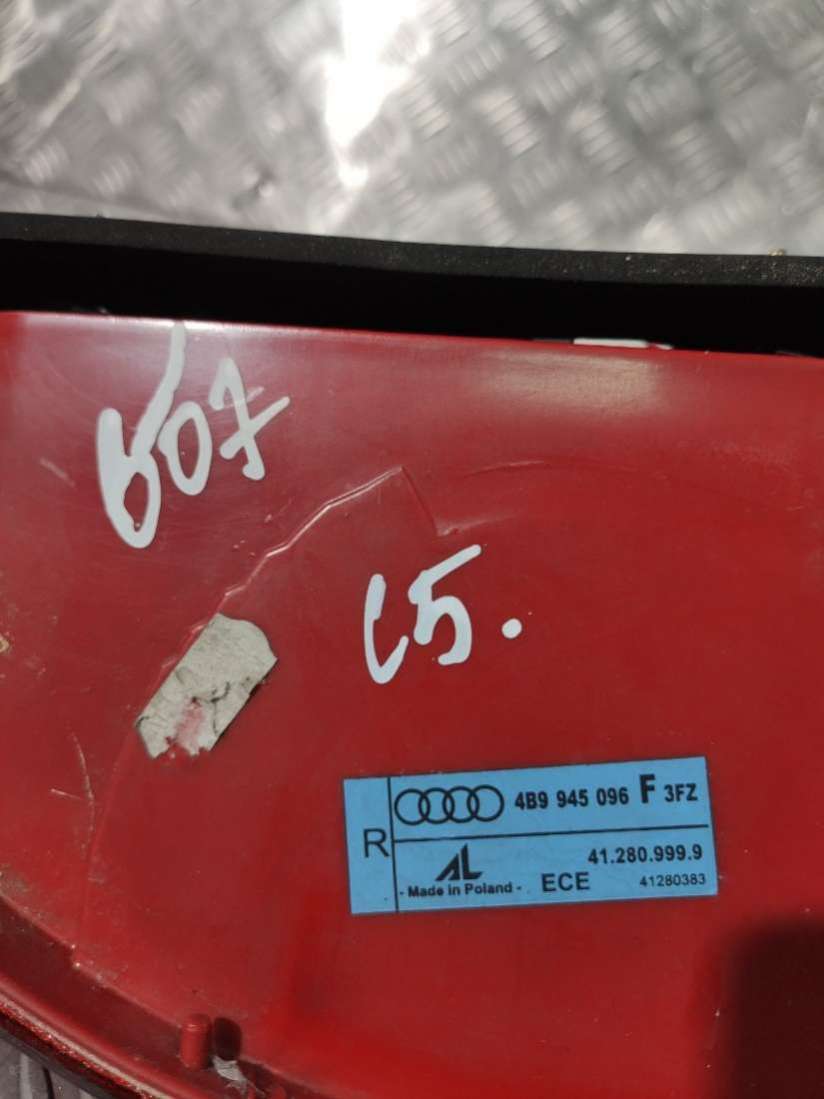 607
C5.
R
4B9 945 096 F 3FZ
AL
41.280.999.9
- Made in Poland -
ECE
41280383